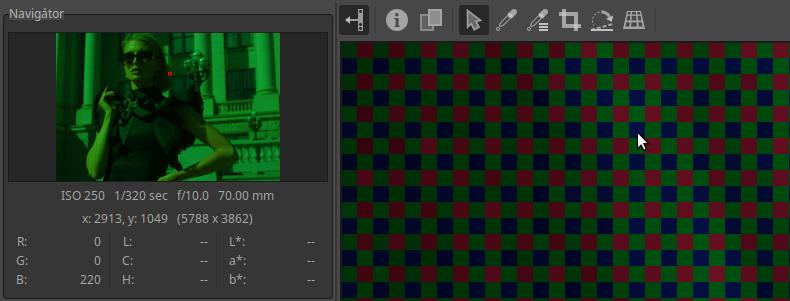 Navigátor
ISO 250 1/320 sec f/10.0 70.00 mm
x: 2913, y: 1049 (5788 x 3862)
R: 0 L: -- L*: --
G: 0 C: -- a*: --
B: 220 H: -- b*: --